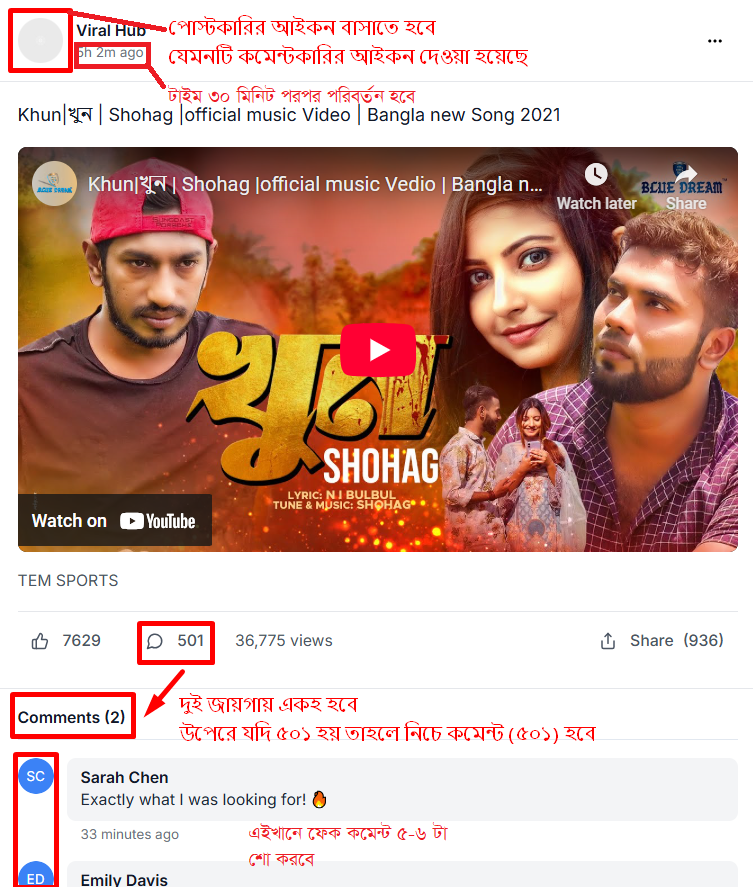 Viral Hub
পোস্টকারির আইকন বাসাতে হবে
যেমনটি কমেন্টকারির আইকন দেওয়া হয়েছে
5h 2m ago
টাইম ৩০ মিনিট পরপর পরিবর্তন হবে
Khun|খুন | Shohag |official music Video | Bangla new Song 2021
BLUE DREAM
Khun|খুন | Shohag |official music Vedio | Bangla n...
Watch later
Share
BLUE DREAM
খুন
SHOHAG
LYRIC: N I BULBUL
TUNE & MUSIC: SHOHAG
Watch on YouTube
TEM SPORTS
7629 501 36,775 views Share (936)
দুই জায়গায় একহ হবে
Comments (2)
উপেরে যদি ৫০১ হয় তাহলে নিচে কমেন্ট (৫০১) হবে
SC
Sarah Chen
Exactly what I was looking for! 🔥
33 minutes ago
এইখানে ফেক কমেন্ট ৫-৬ টা
শো করবে
ED
Emily Davis